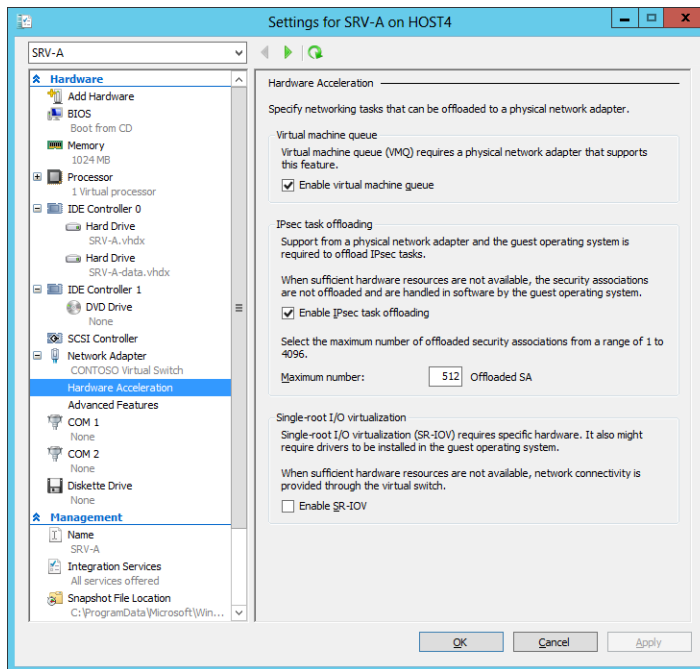 Settings for SRV-A on HOST4
SRV-A
Hardware
Add Hardware
BIOS
Boot from CD
Memory
1024 MB
Processor
1 Virtual processor
IDE Controller 0
Hard Drive
SRV-A.vhdx
Hard Drive
SRV-A-data.vhdx
IDE Controller 1
DVD Drive
None
SCSI Controller
Network Adapter
CONTOSO Virtual Switch
Hardware Acceleration
Advanced Features
COM 1
None
COM 2
None
Diskette Drive
None
Management
Name
SRV-A
Integration Services
All services offered
Snapshot File Location
C:\ProgramData\Microsoft\Win...
Hardware Acceleration
Specify networking tasks that can be offloaded to a physical network adapter.
Virtual machine queue
Virtual machine queue (VMQ) requires a physical network adapter that supports
this feature.
Enable virtual machine queue
IPsec task offloading
Support from a physical network adapter and the guest operating system is
required to offload IPsec tasks.
When sufficient hardware resources are not available, the security associations
are not offloaded and are handled in software by the guest operating system.
Enable IPsec task offloading
Select the maximum number of offloaded security associations from a range of 1 to
4096.
Maximum number: 512 Offloaded SA
Single-root I/O virtualization
Single-root I/O virtualization (SR-IOV) requires specific hardware. It also might
require drivers to be installed in the guest operating system.
When sufficient hardware resources are not available, network connectivity is
provided through the virtual switch.
Enable SR-IOV
OK Cancel Apply